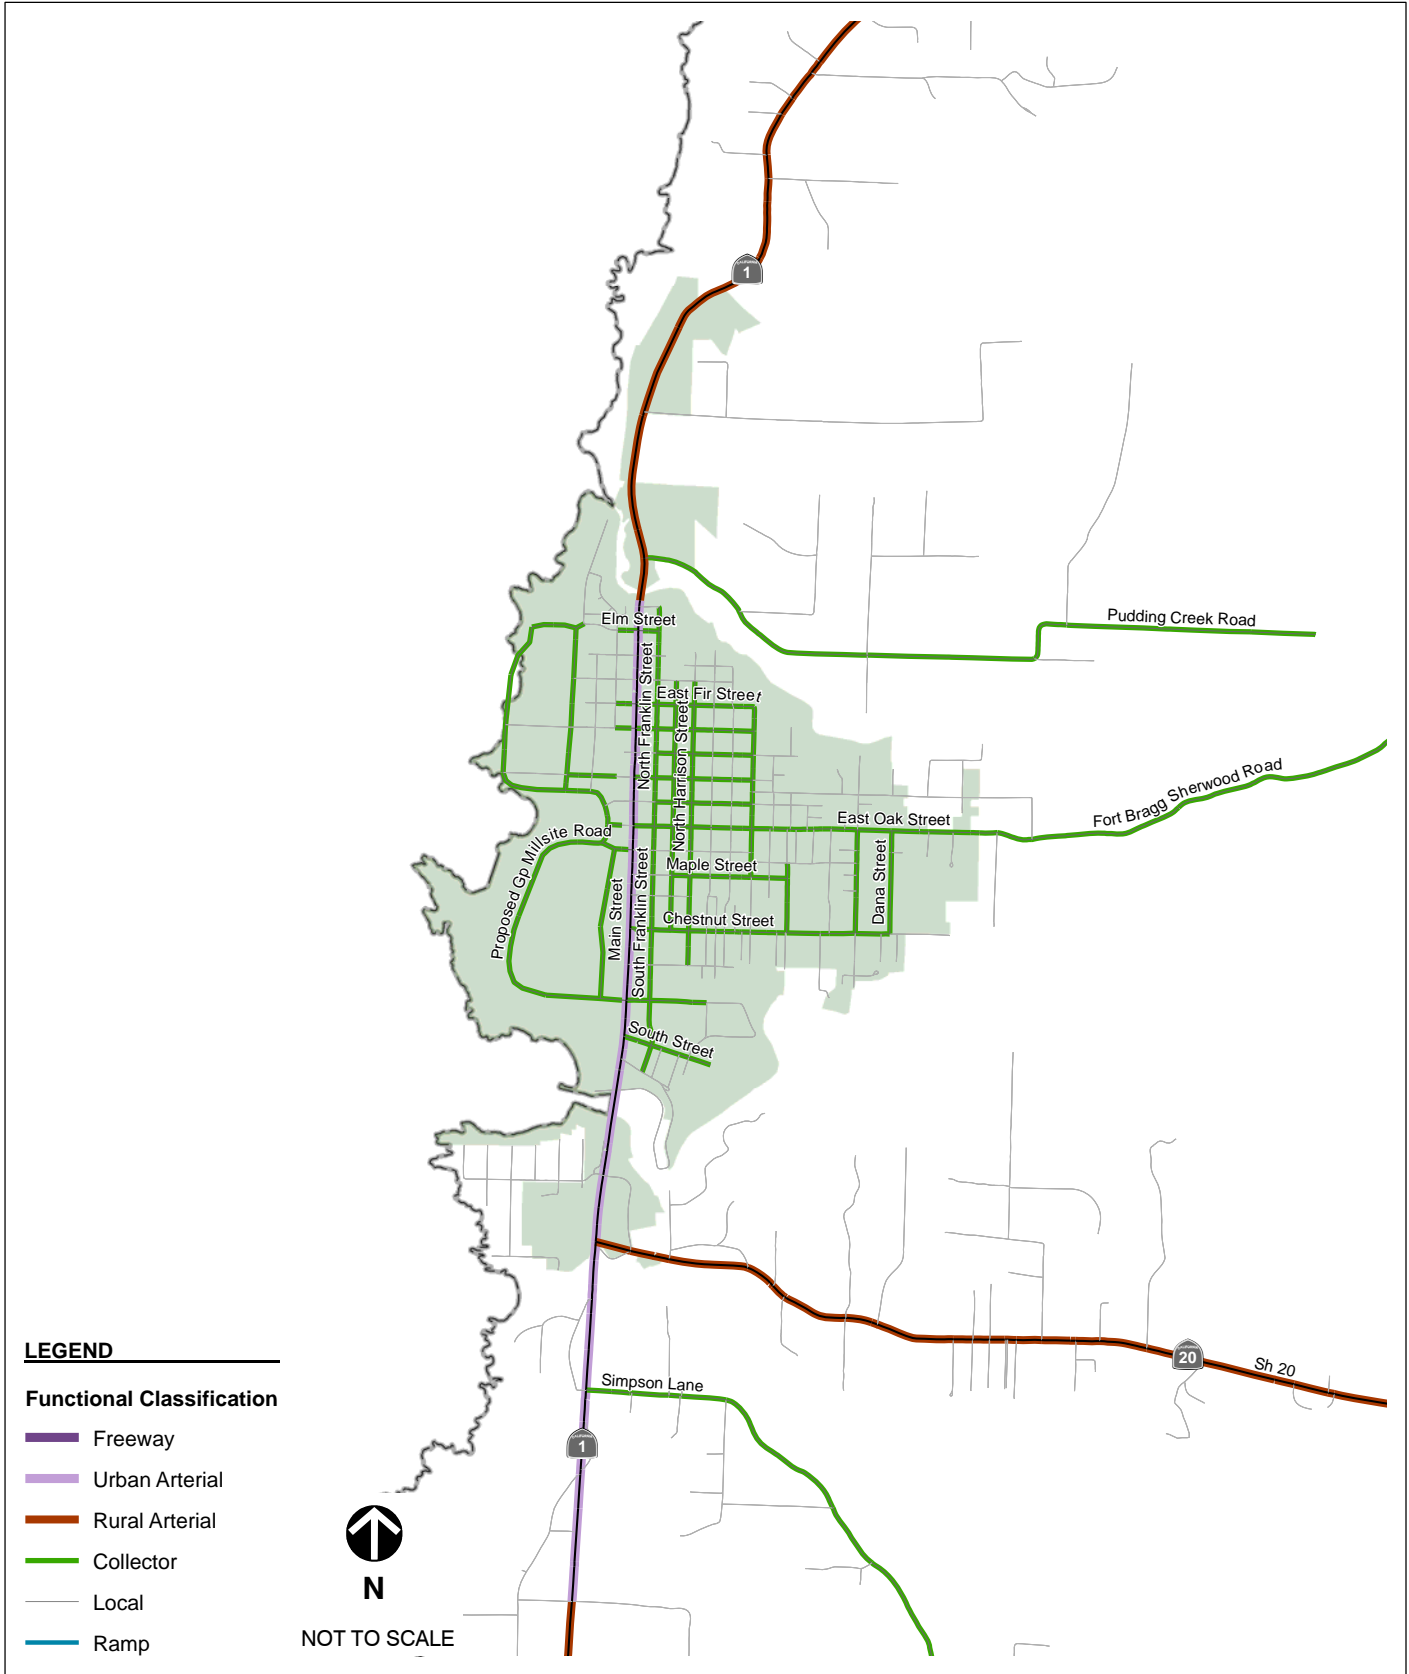 1
Pudding Creek Road
Elm Street
North Franklin Street
East Fir Street
North Harrison Street
Fort Bragg Sherwood Road
East Oak Street
Proposed Gp Millsite Road
Maple Street
Dana Street
Main Street
South Franklin Street
Chestnut Street
South Street
20
Sh 20
Simpson Lane
1
LEGEND
Functional Classification
Freeway
Urban Arterial
Rural Arterial
Collector
Local
Ramp
N
NOT TO SCALE